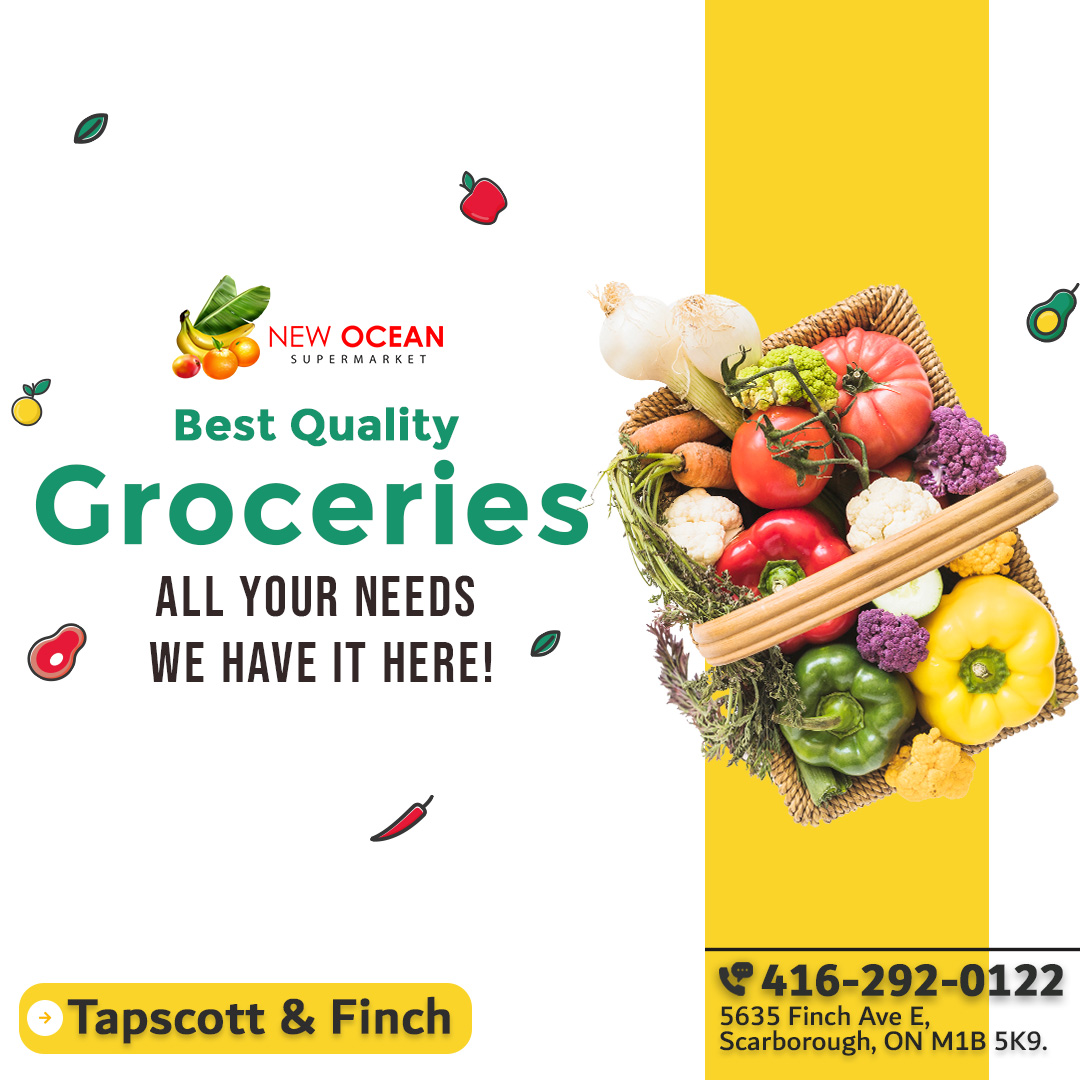 NEW OCEAN
SUPERMARKET
Best Quality
Groceries
ALL YOUR NEEDS
WE HAVE IT HERE!
Tapscott & Finch
416-292-0122
5635 Finch Ave E,
Scarborough, ON M1B 5K9.